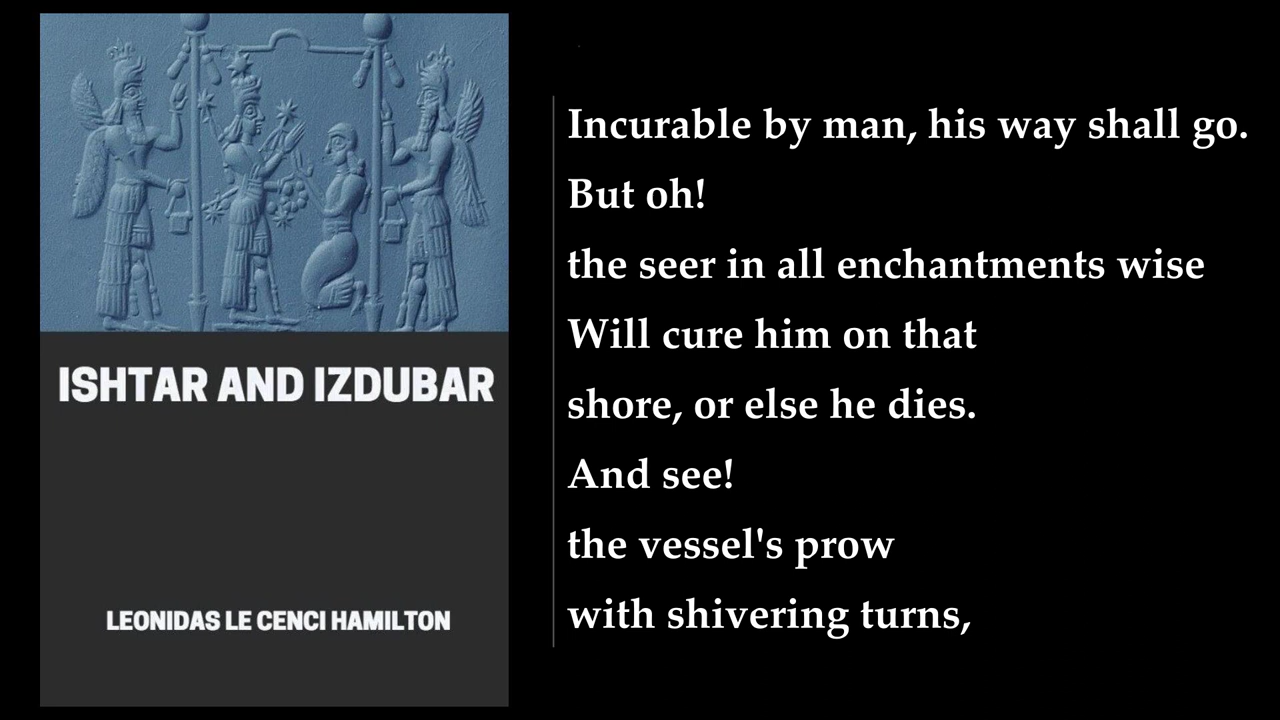 ISHTAR AND IZDUBAR
LEONIDAS LE CENCI HAMILTON
Incurable by man, his way shall go.
But oh!
the seer in all enchantments wise
Will cure him on that
shore, or else he dies.
And see!
the vessel's prow
with shivering turns,